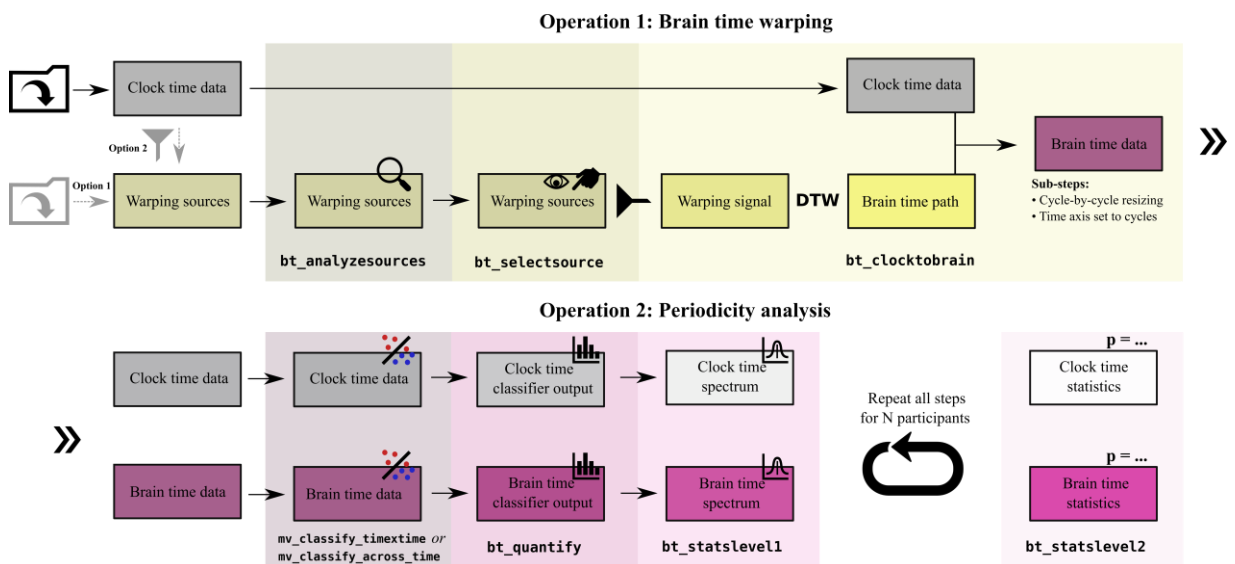 Operation 1: Brain time warping
Clock time data
Clock time data
Option 2
Brain time data
Option 1
Warping sources
Warping sources
Warping sources
Warping signal
DTW
Brain time path
Sub-steps:
• Cycle-by-cycle resizing
• Time axis set to cycles
bt_analyzesources
bt_selectsource
bt_clocktobrain
Operation 2: Periodicity analysis
Clock time data
Clock time data
Clock time
classifier output
Clock time
spectrum
Repeat all steps
for N participants
p = ...
Clock time
statistics
Brain time data
Brain time data
Brain time
classifier output
Brain time
spectrum
p = ...
Brain time
statistics
mv_classify_timextime or
mv_classify_across_time
bt_quantify
bt_statslevel1
bt_statslevel2